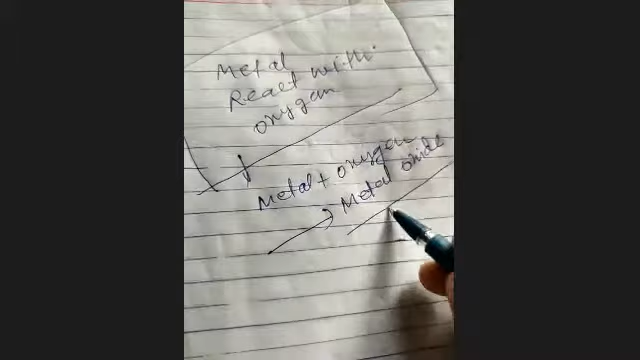 Metal
React with
oxygen
Metal + oxygen
→ Metal oxide